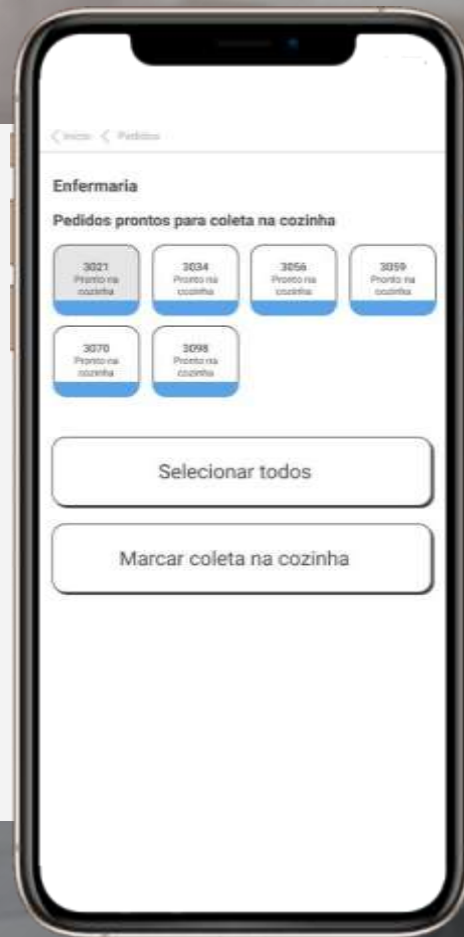 Início Pedidos
Enfermaria
Pedidos prontos para coleta na cozinha
3021
Pronto na
cozinha
3034
Pronto na
cozinha
3056
Pronto na
cozinha
3059
Pronto na
cozinha
3070
Pronto na
cozinha
3098
Pronto na
cozinha
Selecionar todos
Marcar coleta na cozinha